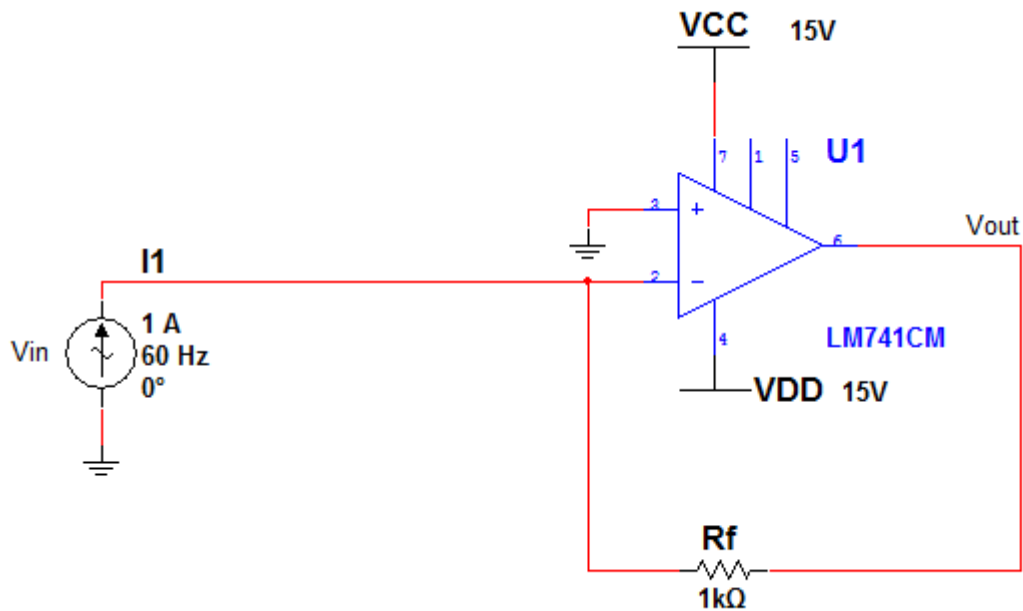 VCC 15V
7 1 5 U1
3 +
6 Vout
I1
2 −
Vin
1 A
60 Hz
0°
4
LM741CM
VDD 15V
Rf
1kΩ